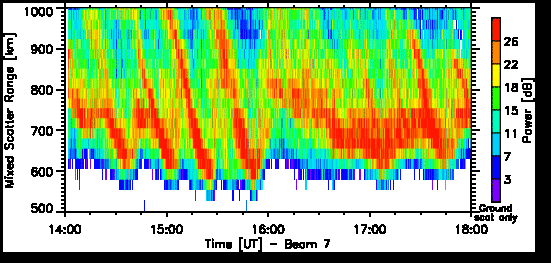 1000
900
800
700
600
500
Mixed Scatter Range [km]
14:00 15:00 16:00 17:00 18:00
Time [UT] - Beam 7
26
22
18
15
11
7
3
Power [dB]
Ground
scat only